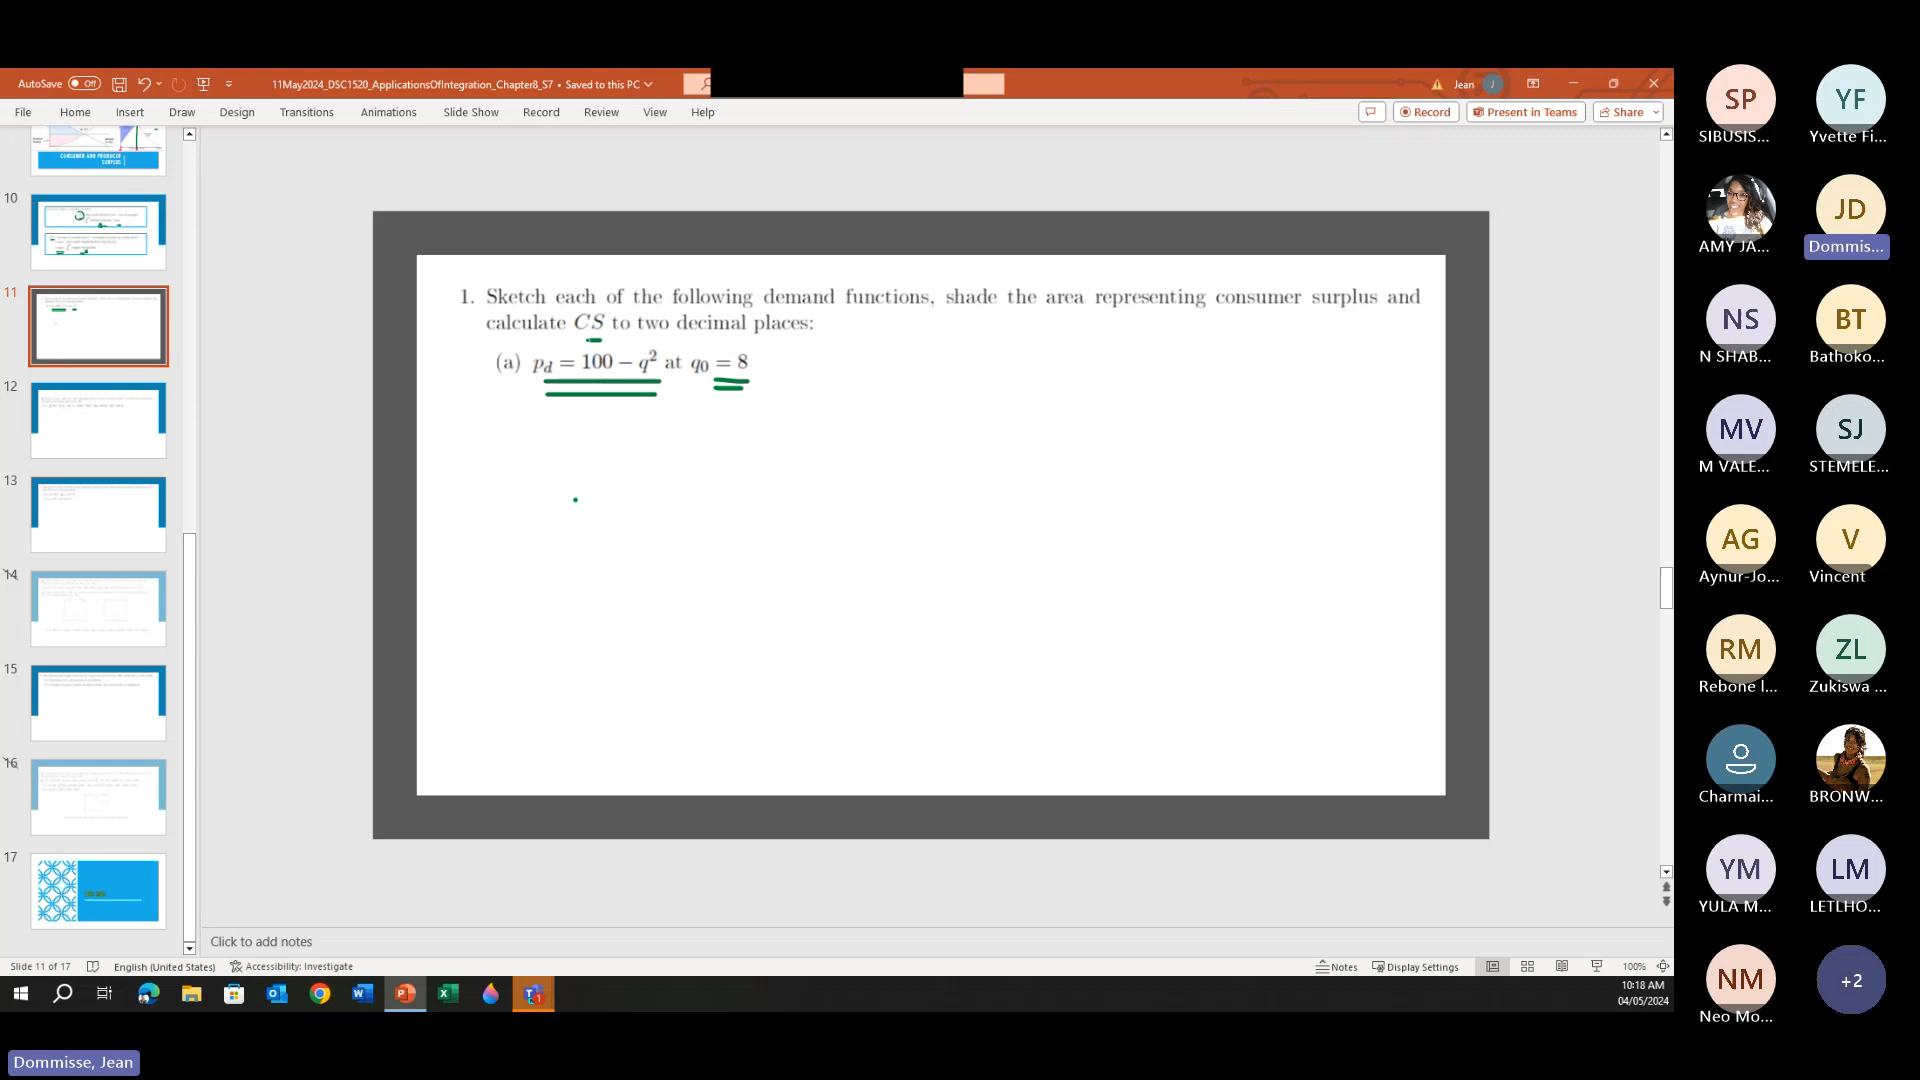 AutoSave Off 11May2024_DSC1520_ApplicationsOfIntegration_Chapter8_S7 • Saved to this PC Jean J
File Home Insert Draw Design Transitions Animations Slide Show Record Review View Help Record Present in Teams Share
CONSUMER AND PRODUCER
SURPLUS
10
11
12
13
14
15
16
17
1. Sketch each of the following demand functions, shade the area representing consumer surplus and
calculate CS to two decimal places:
(a) p_d = 100 − q² at q₀ = 8
Click to add notes
Slide 11 of 17 English (United States) Accessibility: Investigate Notes Display Settings 100%
10:18 AM
04/05/2024
Dommisse, Jean
SP
SIBUSIS...
YF
Yvette Fi...
AMY JA...
JD
Dommis...
NS
N SHAB...
BT
Bathoko...
MV
M VALE...
SJ
STEMELE...
AG
Aynur-Jo...
V
Vincent
RM
Rebone l...
ZL
Zukiswa ...
Charmai...
BRONW...
YM
YULA M...
LM
LETLHO...
NM
Neo Mo...
+2